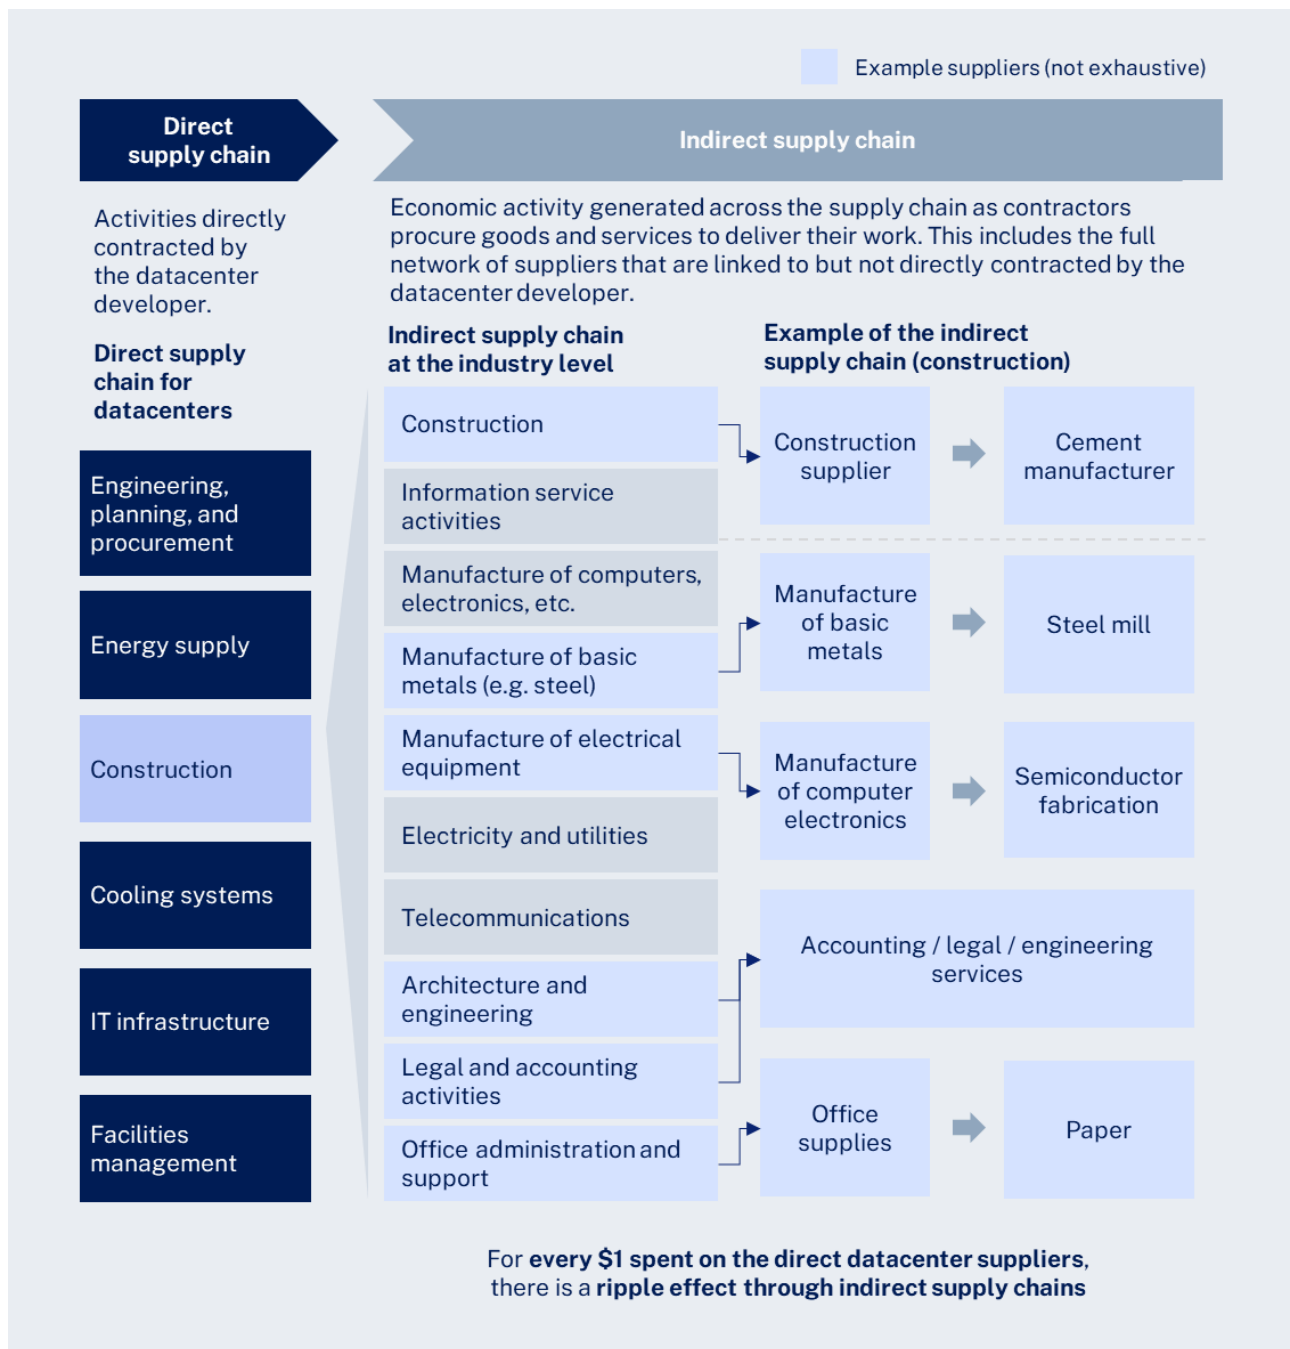 Example suppliers (not exhaustive)
Direct
supply chain
Indirect supply chain
Activities directly
contracted by
the datacenter
developer.
Economic activity generated across the supply chain as contractors
procure goods and services to deliver their work. This includes the full
network of suppliers that are linked to but not directly contracted by the
datacenter developer.
Direct supply
chain for
datacenters
Engineering,
planning, and
procurement
Energy supply
Construction
Cooling systems
IT infrastructure
Facilities
management
Indirect supply chain
at the industry level
Construction
Information service
activities
Manufacture of computers,
electronics, etc.
Manufacture of basic
metals (e.g. steel)
Manufacture of electrical
equipment
Electricity and utilities
Telecommunications
Architecture and
engineering
Legal and accounting
activities
Office administration and
support
Example of the indirect
supply chain (construction)
Construction
supplier
Cement
manufacturer
Manufacture
of basic
metals
Steel mill
Manufacture
of computer
electronics
Semiconductor
fabrication
Accounting / legal / engineering
services
Office
supplies
Paper
For every $1 spent on the direct datacenter suppliers,
there is a ripple effect through indirect supply chains